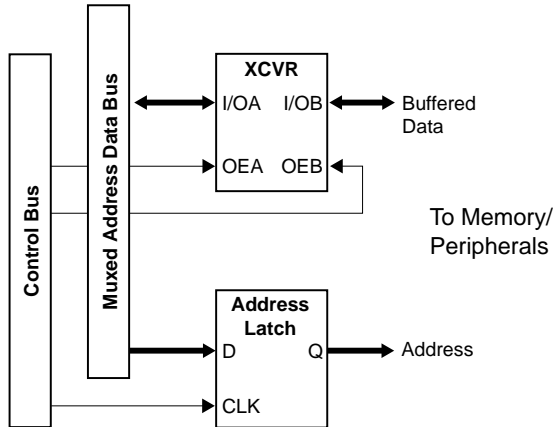 Control Bus
Muxed Address Data Bus
XCVR
I/OA I/OB
OEA OEB
Buffered
Data
To Memory/
Peripherals
Address
Latch
D Q
CLK
Address